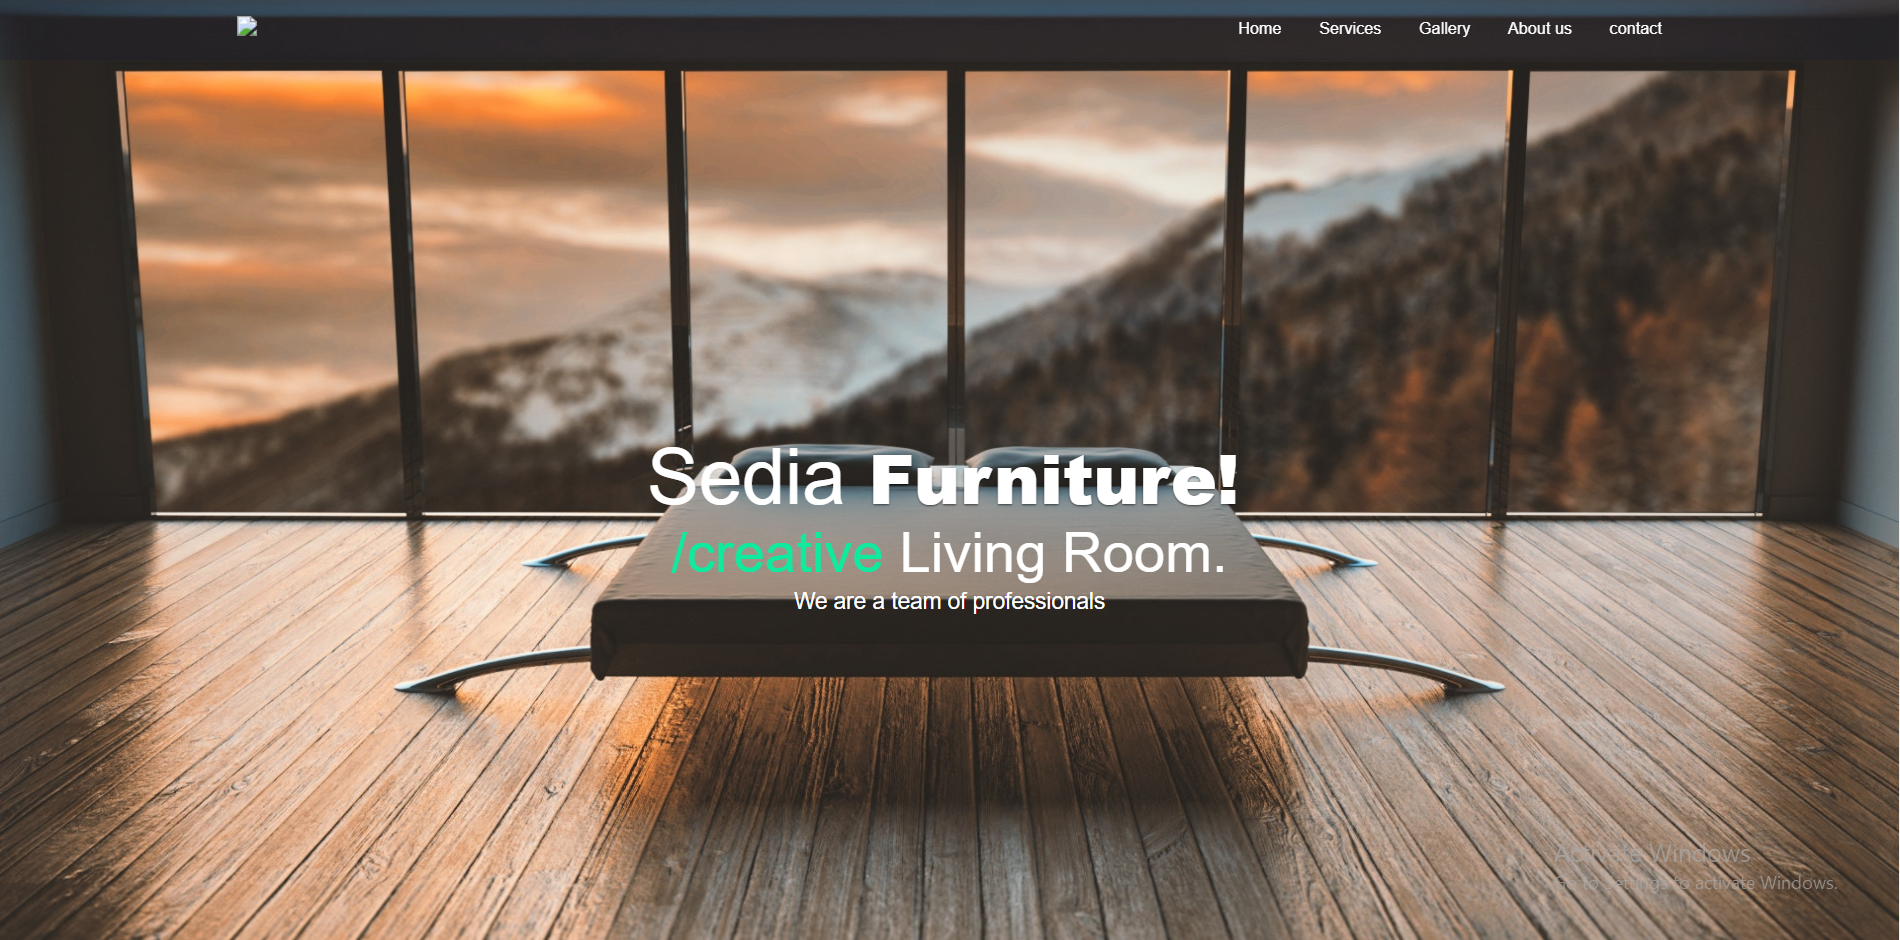 Home Services Gallery About us contact
Sedia Furniture!
/creative Living Room.
We are a team of professionals
Activate Windows
Go to Settings to activate Windows.